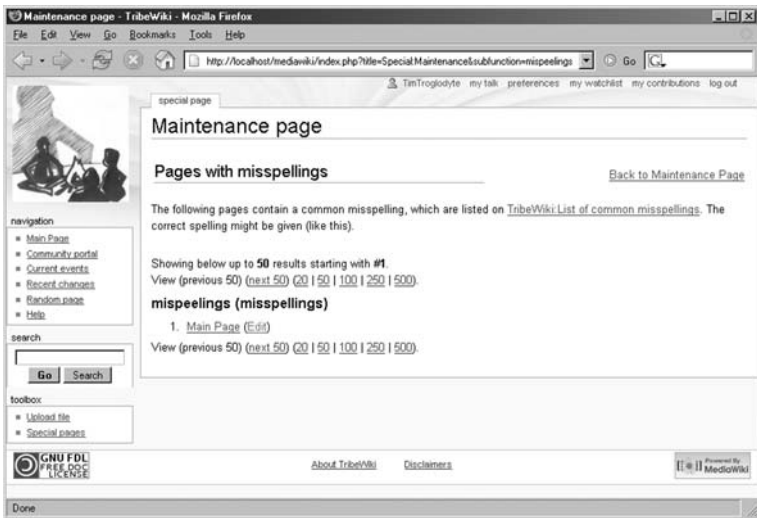 Maintenance page - TribeWiki - Mozilla Firefox
File Edit View Go Bookmarks Tools Help
http://localhost/mediawiki/index.php?title=Special:Maintenance&subfunction=mispeelings Go
TimTroglodyte my talk preferences my watchlist my contributions log out
special page
Maintenance page
Pages with misspellings
Back to Maintenance Page
The following pages contain a common misspelling, which are listed on TribeWiki:List of common misspellings. The
correct spelling might be given (like this).
Showing below up to 50 results starting with #1.
View (previous 50) (next 50) (20 | 50 | 100 | 250 | 500).
mispeelings (misspellings)
1. Main Page (Edit)
View (previous 50) (next 50) (20 | 50 | 100 | 250 | 500).
navigation
Main Page
Community portal
Current events
Recent changes
Random page
Help
search
Go Search
toolbox
Upload file
Special pages
GNU FDL
FREE DOC
LICENSE
About TribeWiki Disclaimers
Powered By
MediaWiki
Done